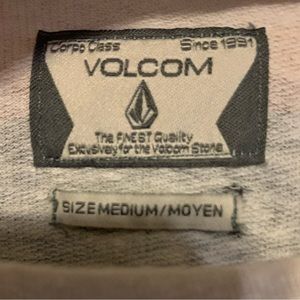 Corpo Class Since 1991
VOLCOM
The FINEST Quality
Exclusively for the Volcom Stone
SIZE MEDIUM/MOYEN